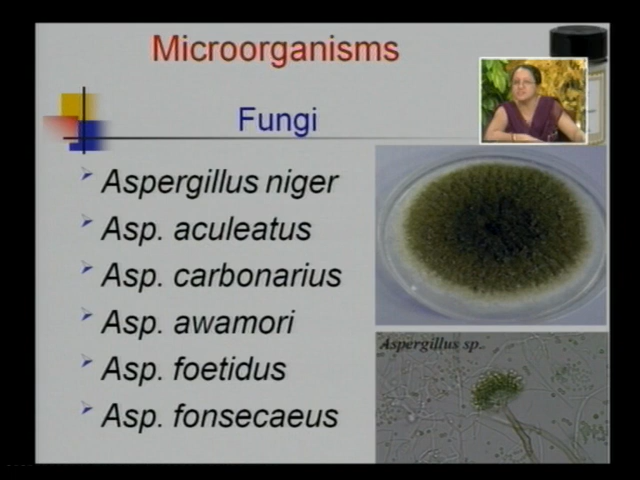 Microorganisms
Fungi
Aspergillus niger
Asp. aculeatus
Asp. carbonarius
Asp. awamori
Asp. foetidus
Asp. fonsecaeus
Aspergillus sp.